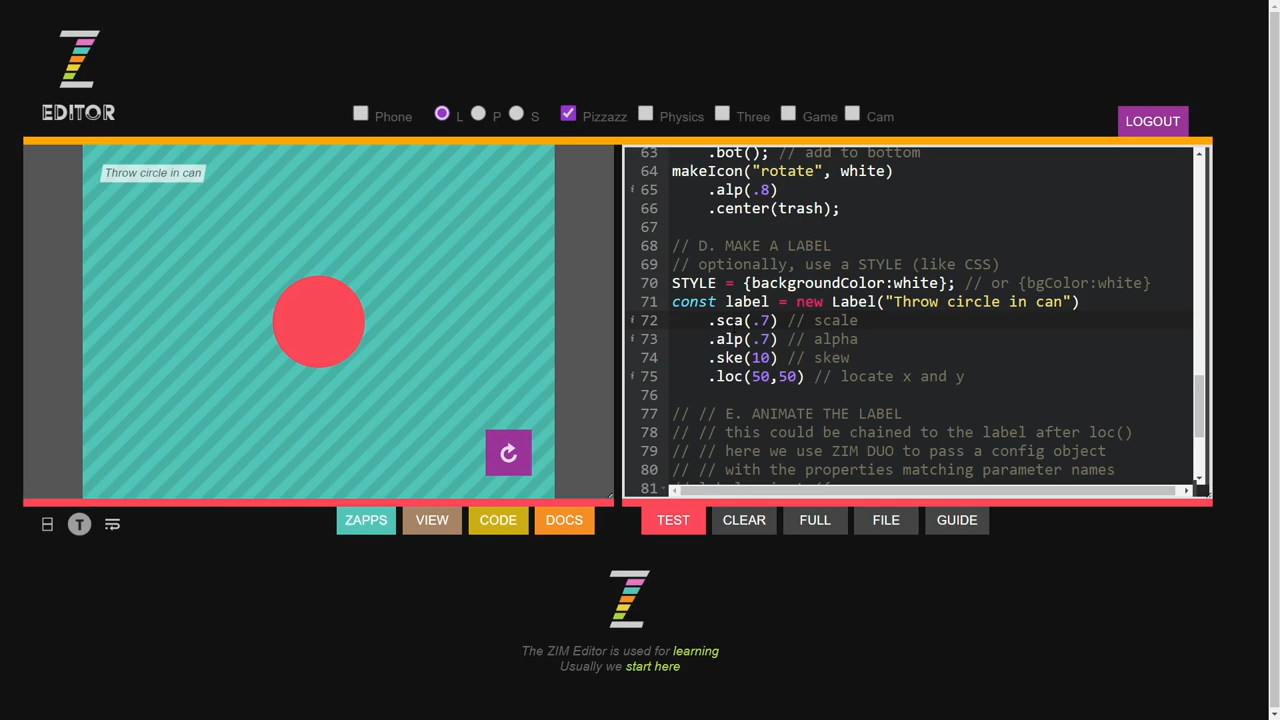 EDITOR
Phone L P S Pizzazz Physics Three Game Cam
LOGOUT
Throw circle in can
63 .bot(); // add to bottom
64 makeIcon("rotate", white)
65 .alp(.8)
66 .center(trash);
67
68 // D. MAKE A LABEL
69 // optionally, use a STYLE (like CSS)
70 STYLE = {backgroundColor:white}; // or {bgColor:white}
71 const label = new Label("Throw circle in can")
72 .sca(.7) // scale
73 .alp(.7) // alpha
74 .ske(10) // skew
75 .loc(50,50) // locate x and y
76
77 // // E. ANIMATE THE LABEL
78 // // this could be chained to the label after loc()
79 // // here we use ZIM DUO to pass a config object
80 // // with the properties matching parameter names
81
T
ZAPPS VIEW CODE DOCS TEST CLEAR FULL FILE GUIDE
The ZIM Editor is used for learning
Usually we start here